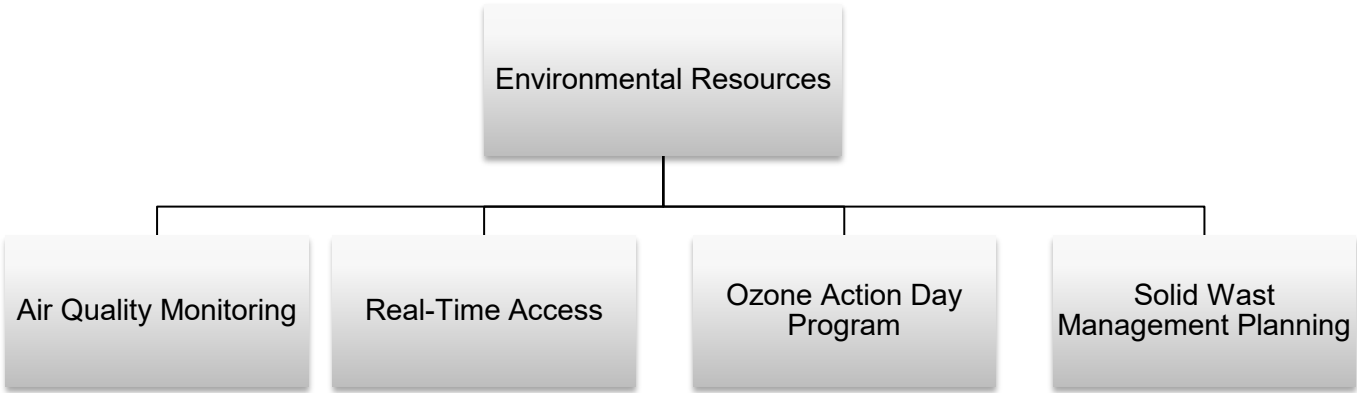 Environmental Resources
Air Quality Monitoring
Real-Time Access
Ozone Action Day
Program
Solid Wast
Management Planning